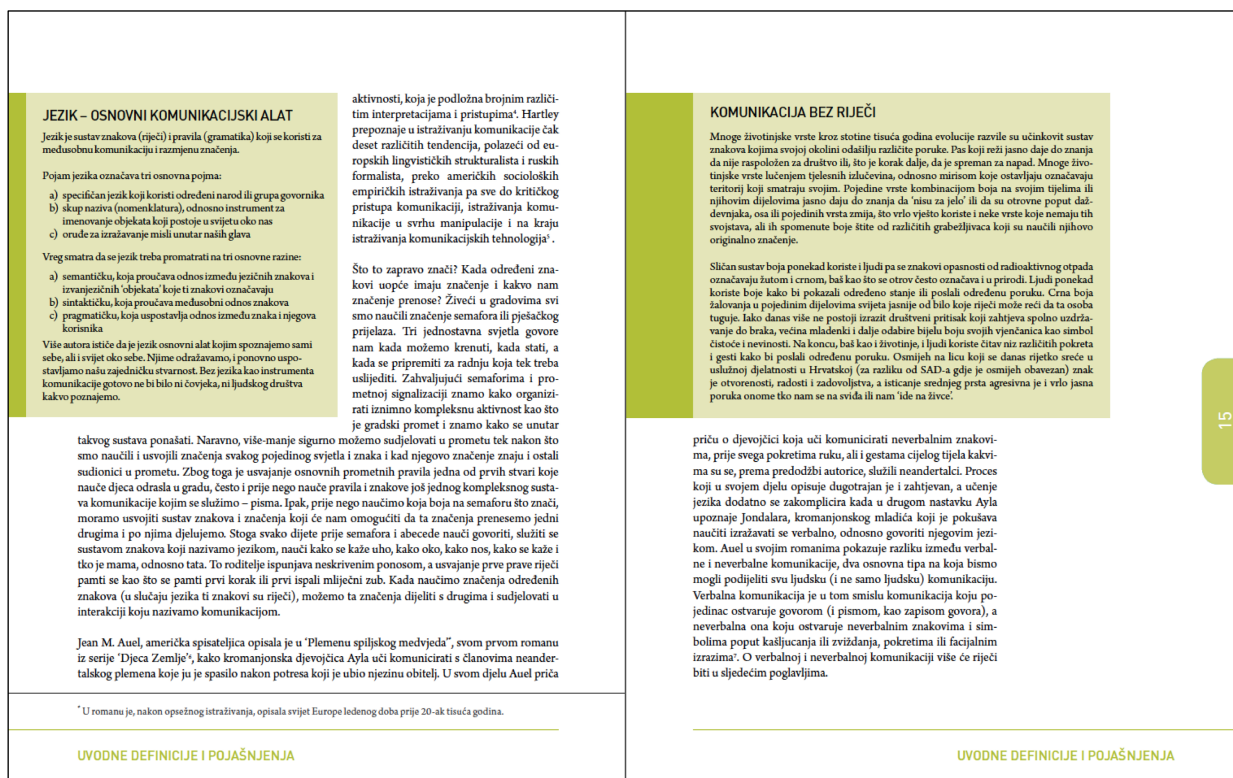 JEZIK – OSNOVNI KOMUNIKACIJSKI ALAT
Jezik je sustav znakova (riječi) i pravila (gramatika) koji se koristi za
međusobnu komunikaciju i razmjenu značenja.
Pojam jezika označava tri osnovna pojma:
a) specifičan jezik koji koristi određeni narod ili grupa govornika
b) skup naziva (nomenklatura), odnosno instrument za
imenovanje objekata koji postoje u svijetu oko nas
c) oruđe za izražavanje misli unutar naših glava
Vreg smatra da se jezik treba promatrati na tri osnovne razine:
a) semantičku, koja proučava odnos između jezičnih znakova i
izvanjezičnih 'objekata' koje ti znakovi označavaju
b) sintaktičku, koja proučava međusobni odnos znakova
c) pragmatičku, koja uspostavlja odnos između znaka i njegova
korisnika
Više autora ističe da je jezik osnovni alat kojim spoznajemo sami
sebe, ali i svijet oko sebe. Njime odražavamo, i ponovno uspo-
stavljamo našu zajedničku stvarnost. Bez jezika kao instrumenta
komunikacije gotovo ne bi bilo ni čovjeka, ni ljudskog društva
kakvo poznajemo.
aktivnosti, koja je podložna brojnim različi-
tim interpretacijama i pristupima⁴. Hartley
prepoznaje u istraživanju komunikacije čak
deset različitih tendencija, polazeći od eu-
ropskih lingvističkih strukturalista i ruskih
formalista, preko američkih socioloških
empiričkih istraživanja pa sve do kritičkog
pristupa komunikaciji, istraživanja komu-
nikacije u svrhu manipulacije i na kraju
istraživanja komunikacijskih tehnologija⁵ .
Što to zapravo znači? Kada određeni zna-
kovi uopće imaju značenje i kakvo nam
značenje prenose? Živeći u gradovima svi
smo naučili značenje semafora ili pješačkog
prijelaza. Tri jednostavna svjetla govore
nam kada možemo krenuti, kada stati, a
kada se pripremiti za radnju koja tek treba
uslijediti. Zahvaljujući semaforima i pro-
metnoj signalizaciji znamo kako organizi-
rati iznimno kompleksnu aktivnost kao što
je gradski promet i znamo kako se unutar
takvog sustava ponašati. Naravno, više-manje sigurno možemo sudjelovati u prometu tek nakon što
smo naučili i usvojili značenja svakog pojedinog svjetla i znaka i kad njegovo značenje znaju i ostali
sudionici u prometu. Zbog toga je usvajanje osnovnih prometnih pravila jedna od prvih stvari koje
nauče djeca odrasla u gradu, često i prije nego nauče pravila i znakove još jednog kompleksnog susta-
va komunikacije kojim se služimo – pisma. Ipak, prije nego naučimo koja boja na semaforu što znači,
moramo usvojiti sustav znakova i značenja koji će nam omogućiti da ta značenja prenesemo jedni
drugima i po njima djelujemo. Stoga svako dijete prije semafora i abecede nauči govoriti, služiti se
sustavom znakova koji nazivamo jezikom, nauči kako se kaže uho, kako oko, kako nos, kako se kaže i
tko je mama, odnosno tata. To roditelje ispunjava neskrivenim ponosom, a usvajanje prve prave riječi
pamti se kao što se pamti prvi korak ili prvi ispali mliječni zub. Kada naučimo značenja određenih
znakova (u slučaju jezika ti znakovi su riječi), možemo ta značenja dijeliti s drugima i sudjelovati u
interakciji koju nazivamo komunikacijom.
Jean M. Auel, američka spisateljica opisala je u 'Plemenu spiljskog medvjeda'*, svom prvom romanu
iz serije 'Djeca Zemlje'⁶, kako kromanjonska djevojčica Ayla uči komunicirati s članovima neander-
talskog plemena koje ju je spasilo nakon potresa koji je ubio njezinu obitelj. U svom djelu Auel priča
* U romanu je, nakon opsežnog istraživanja, opisala svijet Europe ledenog doba prije 20-ak tisuća godina.
UVODNE DEFINICIJE I POJAŠNJENJA
KOMUNIKACIJA BEZ RIJEČI
Mnoge životinjske vrste kroz stotine tisuća godina evolucije razvile su učinkovit sustav
znakova kojima svojoj okolini odašilju različite poruke. Pas koji reži jasno daje do znanja
da nije raspoložen za društvo ili, što je korak dalje, da je spreman za napad. Mnoge živo-
tinjske vrste lučenjem tjelesnih izlučevina, odnosno mirisom koje ostavljaju označavaju
teritorij koji smatraju svojim. Pojedine vrste kombinacijom boja na svojim tijelima ili
njihovim dijelovima jasno daju do znanja da 'nisu za jelo' ili da su otrovne poput daž-
devnjaka, osa ili pojedinih vrsta zmija, što vrlo vješto koriste i neke vrste koje nemaju tih
svojstava, ali ih spomenute boje štite od različitih grabežljivaca koji su naučili njihovo
originalno značenje.
Sličan sustav boja ponekad koriste i ljudi pa se znakovi opasnosti od radioaktivnog otpada
označavaju žutom i crnom, baš kao što se otrov često označava i u prirodi. Ljudi ponekad
koriste boje kako bi pokazali određeno stanje ili poslali određenu poruku. Crna boja
žalovanja u pojedinim dijelovima svijeta jasnije od bilo koje riječi može reći da ta osoba
tuguje. Iako danas više ne postoji izrazit društveni pritisak koji zahtjeva spolno uzdrža-
vanje do braka, većina mladenki i dalje odabire bijelu boju svojih vjenčanica kao simbol
čistoće i nevinosti. Na koncu, baš kao i životinje, i ljudi koriste čitav niz različitih pokreta
i gesti kako bi poslali određenu poruku. Osmijeh na licu koji se danas rijetko sreće u
uslužnoj djelatnosti u Hrvatskoj (za razliku od SAD-a gdje je osmijeh obavezan) znak
je otvorenosti, radosti i zadovoljstva, a isticanje srednjeg prsta agresivna je i vrlo jasna
poruka onome tko nam se na sviđa ili nam 'ide na živce'.
priču o djevojčici koja uči komunicirati neverbalnim znakovi-
ma, prije svega pokretima ruku, ali i gestama cijelog tijela kakvi-
ma su se, prema predodžbi autorice, služili neandertalci. Proces
koji u svojem djelu opisuje dugotrajan je i zahtjevan, a učenje
jezika dodatno se zakomplicira kada u drugom nastavku Ayla
upoznaje Jondalara, kromanjonskog mladića koji je pokušava
naučiti izražavati se verbalno, odnosno govoriti njegovim jezi-
kom. Auel u svojim romanima pokazuje razliku između verbal-
ne i neverbalne komunikacije, dva osnovna tipa na koja bismo
mogli podijeliti svu ljudsku (i ne samo ljudsku) komunikaciju.
Verbalna komunikacija je u tom smislu komunikacija koju po-
jedinac ostvaruje govorom (i pismom, kao zapisom govora), a
neverbalna ona koju ostvaruje neverbalnim znakovima i sim-
bolima poput kašljucanja ili zviždanja, pokretima ili facijalnim
izrazima⁷. O verbalnoj i neverbalnoj komunikaciji više će riječi
biti u sljedećim poglavljima.
15
UVODNE DEFINICIJE I POJAŠNJENJA